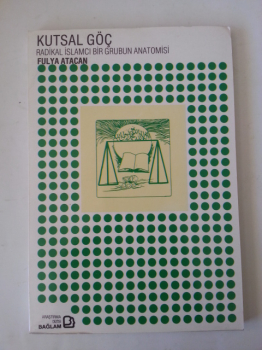 KUTSAL GÖÇ
RADİKAL İSLAMCI BİR GRUBUN ANATOMİSİ
FULYA ATACAN
BAĞLAM